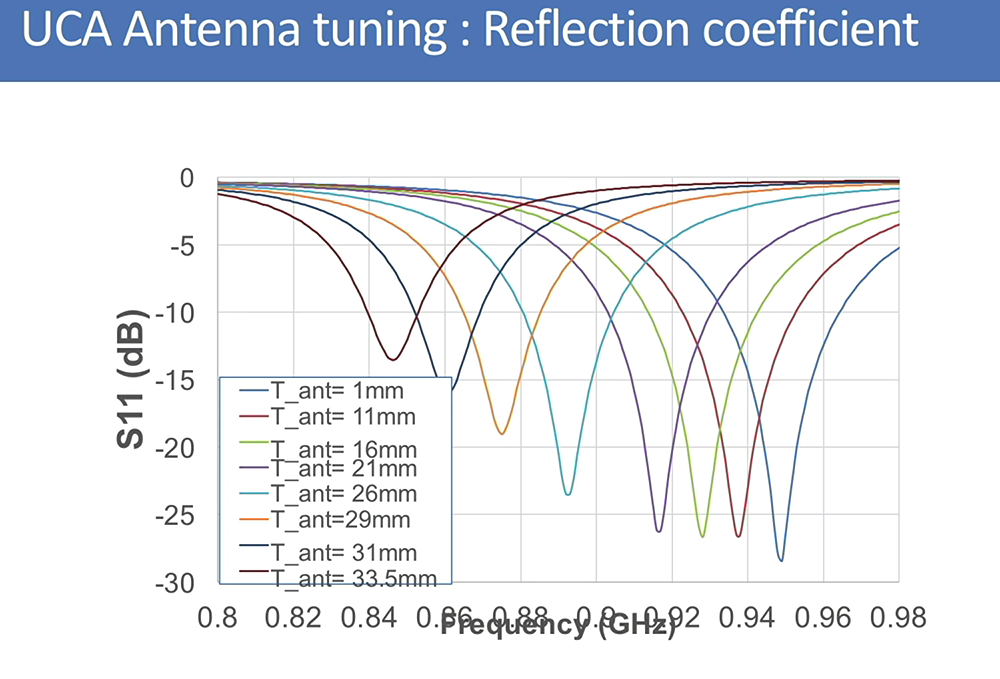 UCA Antenna tuning : Reflection coefficient
0
-5
-10
-15
-20
-25
-30
S11 (dB)
T_ant= 1mm
T_ant= 11mm
T_ant= 16mm
T_ant= 21mm
T_ant= 26mm
T_ant=29mm
T_ant= 31mm
T_ant= 33.5mm
0.8 0.82 0.84 0.86 0.88 0.9 0.92 0.94 0.96 0.98
Frequency (GHz)